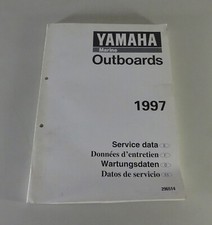 YAMAHA
Marine
Outboards
1997
Service data
Données d'entretien
Wartungsdaten
Datos de servicio